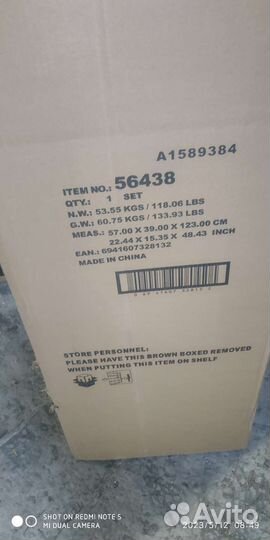 A1589384
ITEM NO.: 56438
QTY.: 1 SET
N.W.: 53.55 KGS / 118.06 LBS
G.W.: 60.75 KGS / 133.93 LBS
MEAS.: 57.00 X 39.00 X 123.00 CM
22.44 X 15.35 X 48.43 INCH
EAN.: 6941607328132
MADE IN CHINA
STORE PERSONNEL:
PLEASE HAVE THIS BROWN BOXED REMOVED
WHEN PUTTING THIS ITEM ON SHELF
SHOT ON REDMI NOTE 5
MI DUAL CAMERA
2023/5/12 08:49
Avito